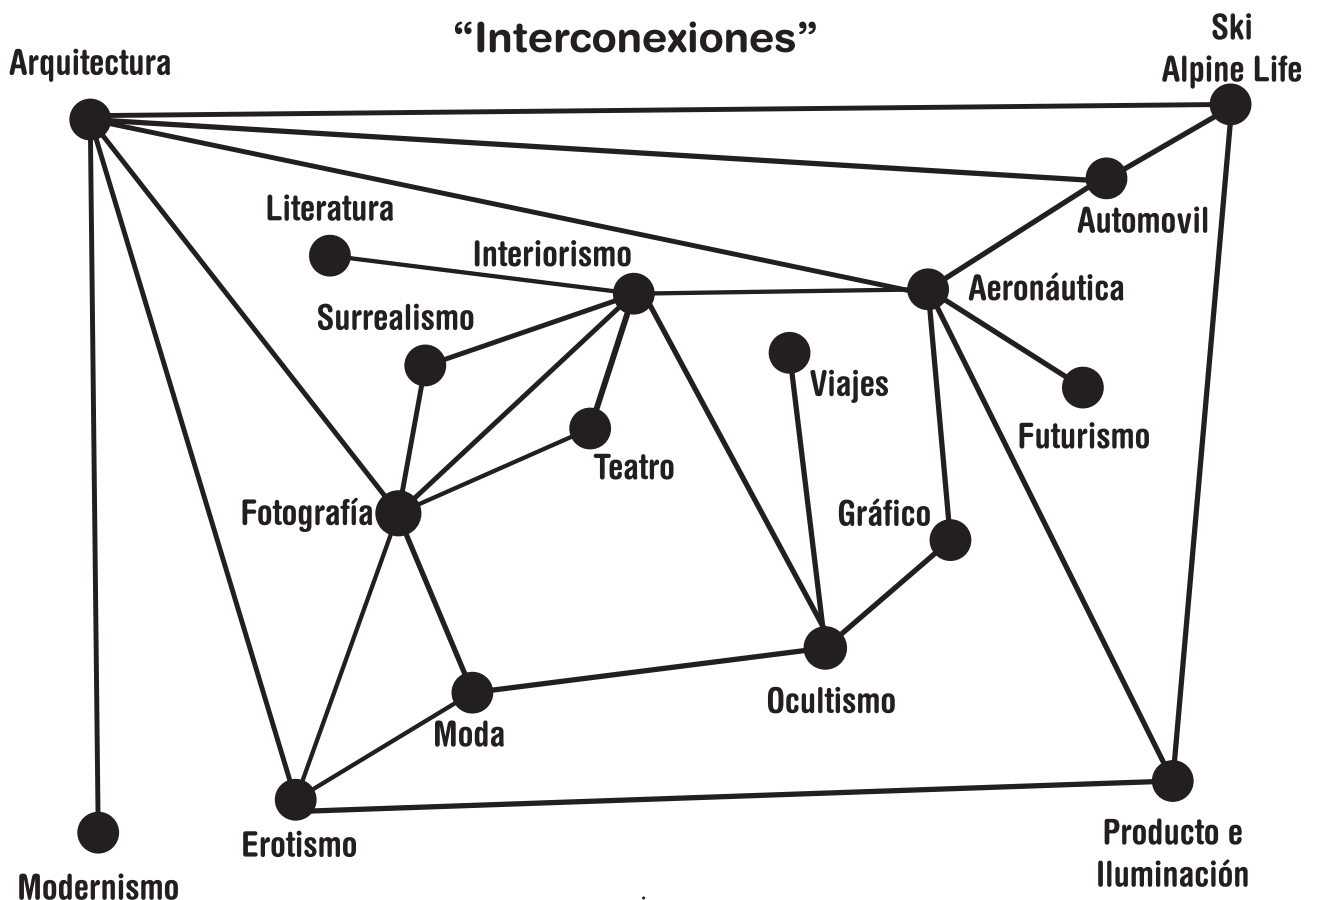 “Interconexiones”
Ski
Alpine Life
Arquitectura
Automovil
Literatura
Interiorismo
Aeronáutica
Surrealismo
Viajes
Futurismo
Teatro
Fotografía
Gráfico
Ocultismo
Moda
Erotismo
Producto e
Iluminación
Modernismo